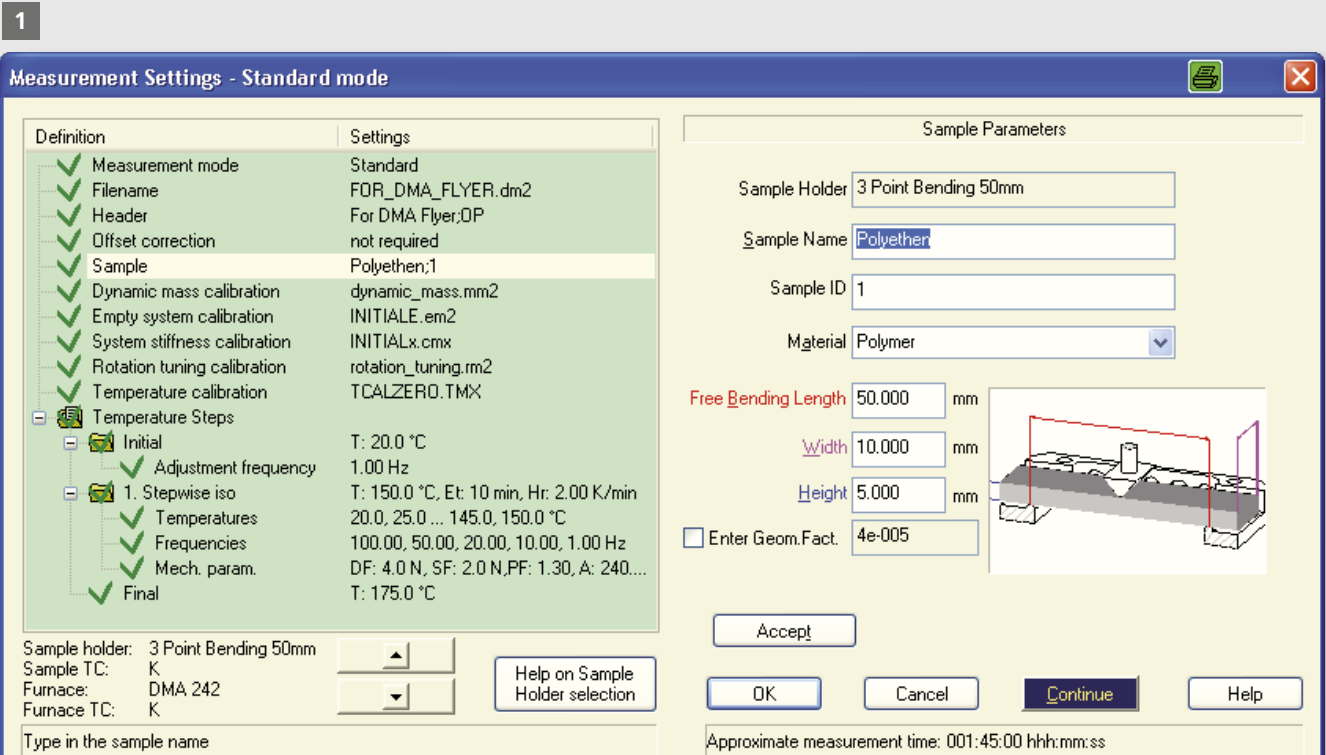 1
Measurement Settings - Standard mode
Definition Settings
Measurement mode Standard
Filename FOR_DMA_FLYER.dm2
Header For DMA Flyer;OP
Offset correction not required
Sample Polyethen;1
Dynamic mass calibration dynamic_mass.mm2
Empty system calibration INITIALE.em2
System stiffness calibration INITIALx.cmx
Rotation tuning calibration rotation_tuning.rm2
Temperature calibration TCALZERO.TMX
Temperature Steps
Initial T: 20.0 °C
Adjustment frequency 1.00 Hz
1. Stepwise iso T: 150.0 °C, Et: 10 min, Hr: 2.00 K/min
Temperatures 20.0, 25.0 ... 145.0, 150.0 °C
Frequencies 100.00, 50.00, 20.00, 10.00, 1.00 Hz
Mech. param. DF: 4.0 N, SF: 2.0 N,PF: 1.30, A: 240....
Final T: 175.0 °C
Sample holder: 3 Point Bending 50mm
Sample TC: K
Furnace: DMA 242
Furnace TC: K
Help on Sample
Holder selection
Type in the sample name
Sample Parameters
Sample Holder 3 Point Bending 50mm
Sample Name Polyethen
Sample ID 1
Material Polymer
Free Bending Length 50.000 mm
Width 10.000 mm
Height 5.000 mm
Enter Geom.Fact. 4e-005
Accept
OK Cancel Continue Help
Approximate measurement time: 001:45:00 hhh:mm:ss